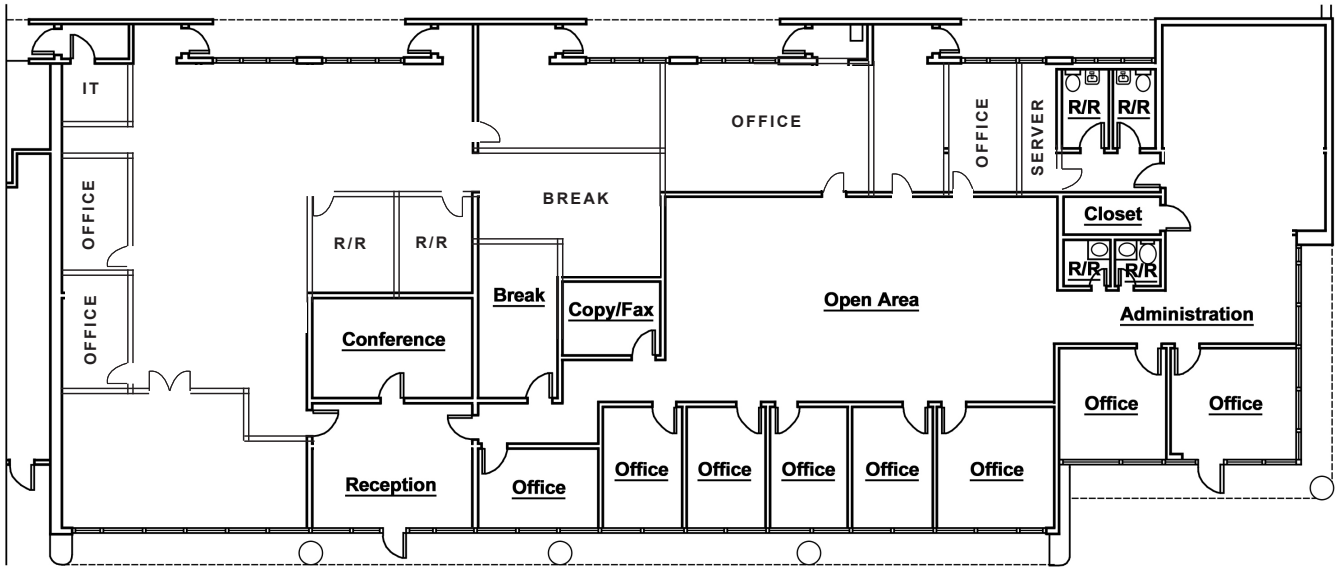 IT
R/R
R/R
OFFICE
OFFICE
SERVER
OFFICE
BREAK
OFFICE
Closet
R/R
R/R
R/R
R/R
Break
Open Area
Copy/Fax
Administration
OFFICE
Conference
Office
Office
Office
Office
Office
Office
Office
Reception
Office